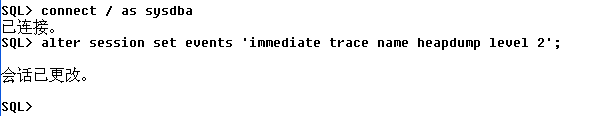 SQL> connect / as sysdba
已连接。
SQL> alter session set events 'immediate trace name heapdump level 2';
会话已更改。
SQL>